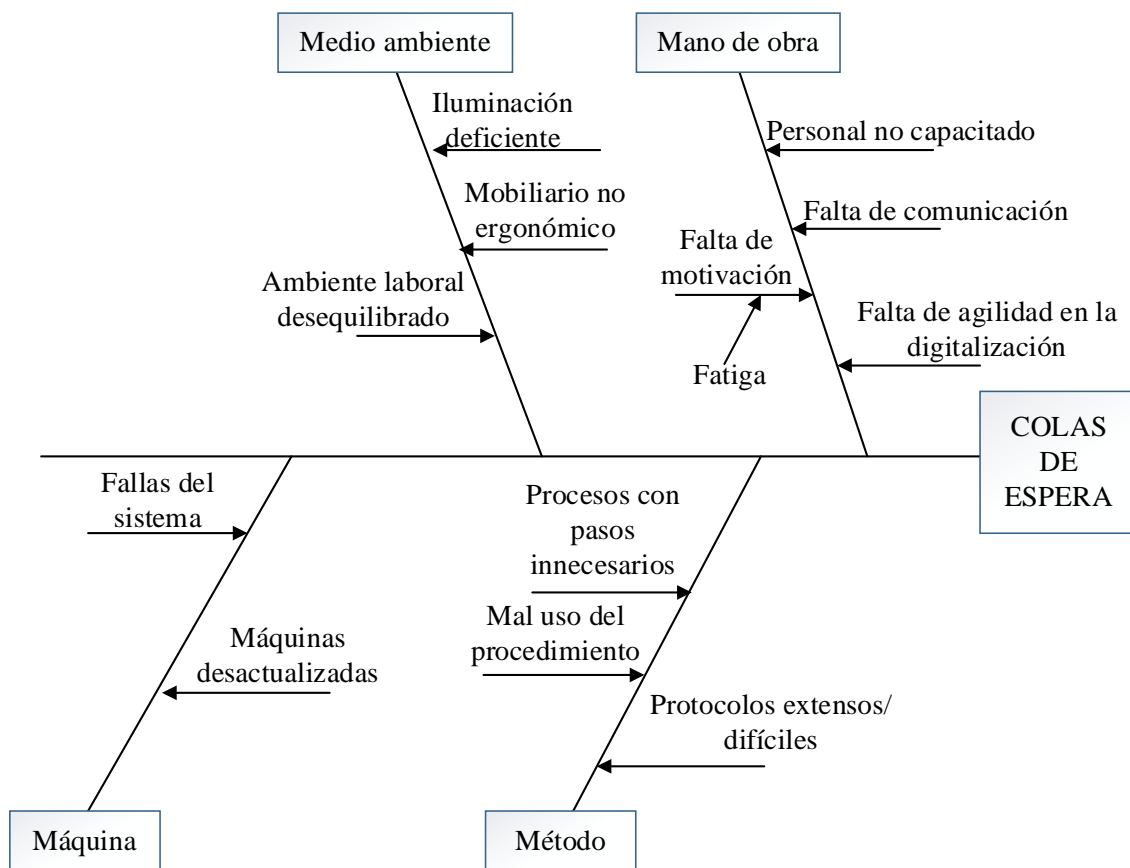 Medio ambiente
Mano de obra
Iluminación
deficiente
Personal no capacitado
Mobiliario no
ergonómico
Falta de comunicación
Falta de
motivación
Ambiente laboral
desequilibrado
Falta de agilidad en la
digitalización
Fatiga
COLAS
DE
ESPERA
Fallas del
sistema
Procesos con
pasos
innecesarios
Mal uso del
procedimiento
Máquinas
desactualizadas
Protocolos extensos/
difíciles
Máquina
Método